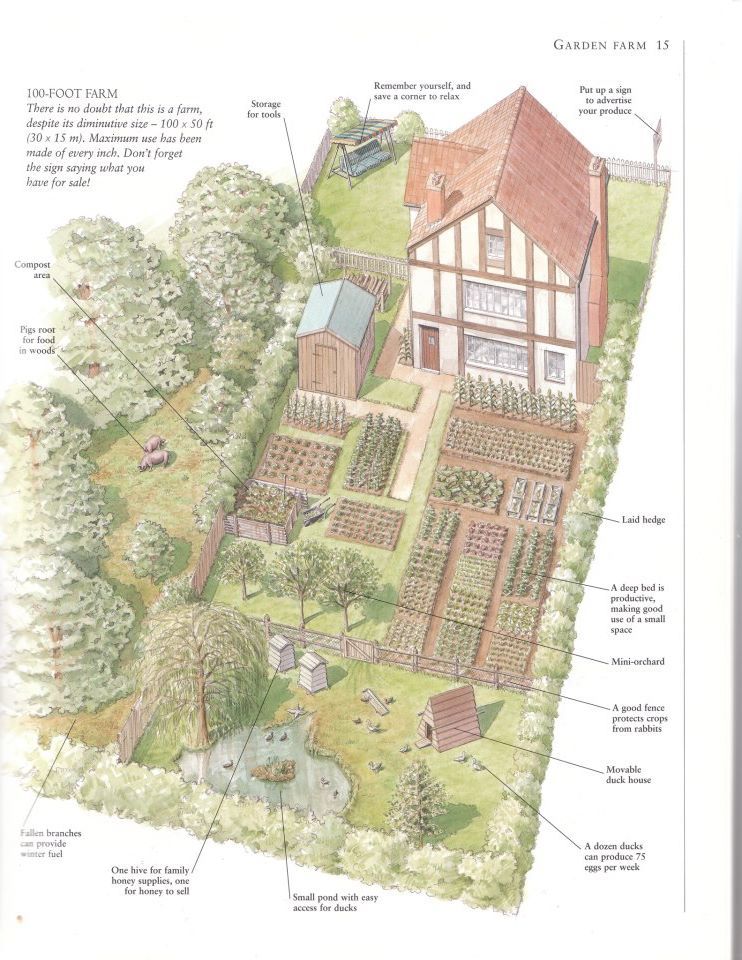 GARDEN FARM 15
100-FOOT FARM
There is no doubt that this is a farm,
despite its diminutive size – 100 x 50 ft
(30 x 15 m). Maximum use has been
made of every inch. Don't forget
the sign saying what you
have for sale!
Storage
for tools
Remember yourself, and
save a corner to relax
Put up a sign
to advertise
your produce
Compost
area
Pigs root
for food
in woods
Laid hedge
A deep bed is
productive,
making good
use of a small
space
Mini-orchard
A good fence
protects crops
from rabbits
Movable
duck house
Fallen branches
can provide
winter fuel
A dozen ducks
can produce 75
eggs per week
One hive for family
honey supplies, one
for honey to sell
Small pond with easy
access for ducks